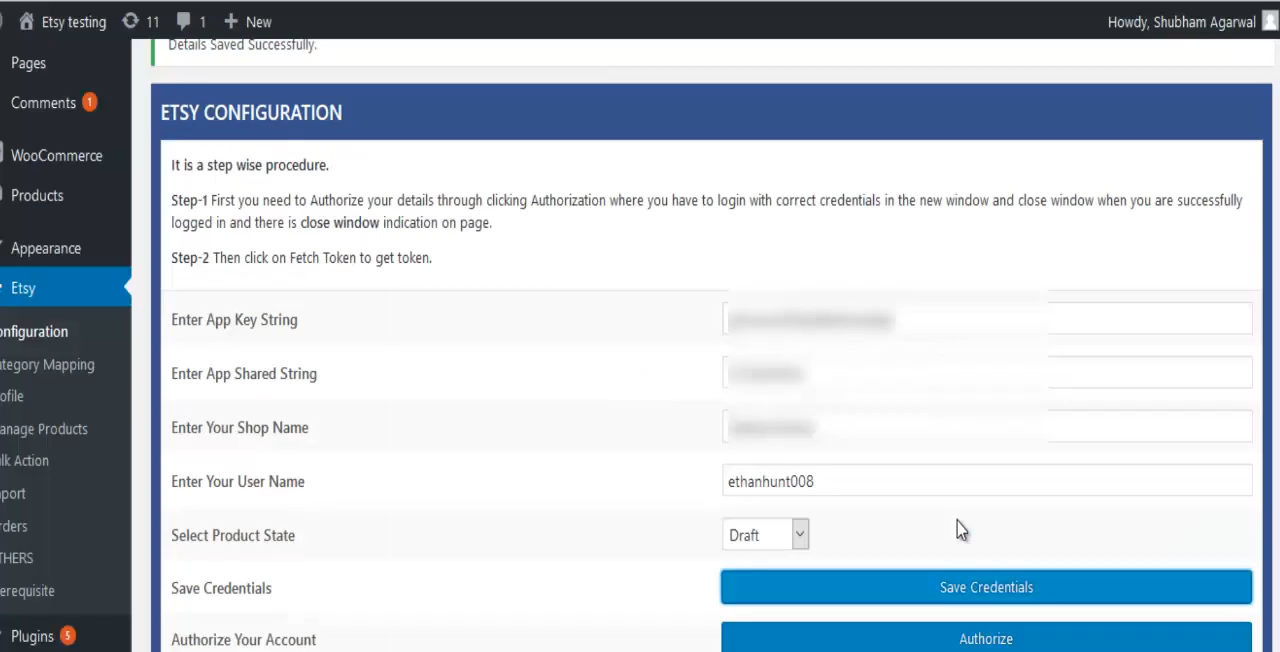 Etsy testing 11 1 New Howdy, Shubham Agarwal
Details Saved Successfully.
Pages
Comments 1
WooCommerce
Products
Appearance
Etsy
onfiguration
tegory Mapping
ofile
anage Products
lk Action
port
rders
THERS
erequisite
Plugins 5
ETSY CONFIGURATION
It is a step wise procedure.
Step-1 First you need to Authorize your details through clicking Authorization where you have to login with correct credentials in the new window and close window when you are successfully
logged in and there is close window indication on page.
Step-2 Then click on Fetch Token to get token.
Enter App Key String
Enter App Shared String
Enter Your Shop Name
Enter Your User Name ethanhunt008
Select Product State Draft
Save Credentials Save Credentials
Authorize Your Account Authorize